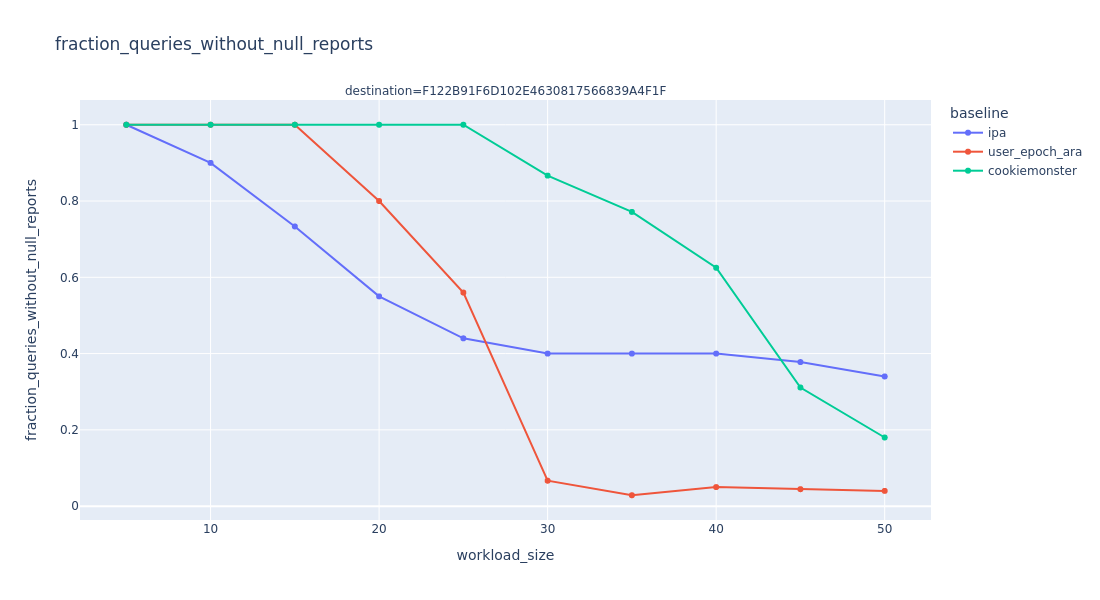 fraction_queries_without_null_reports
destination=F122B91F6D102E4630817566839A4F1F
baseline
ipa
user_epoch_ara
cookiemonster
fraction_queries_without_null_reports
1
0.8
0.6
0.4
0.2
0
10 20 30 40 50
workload_size